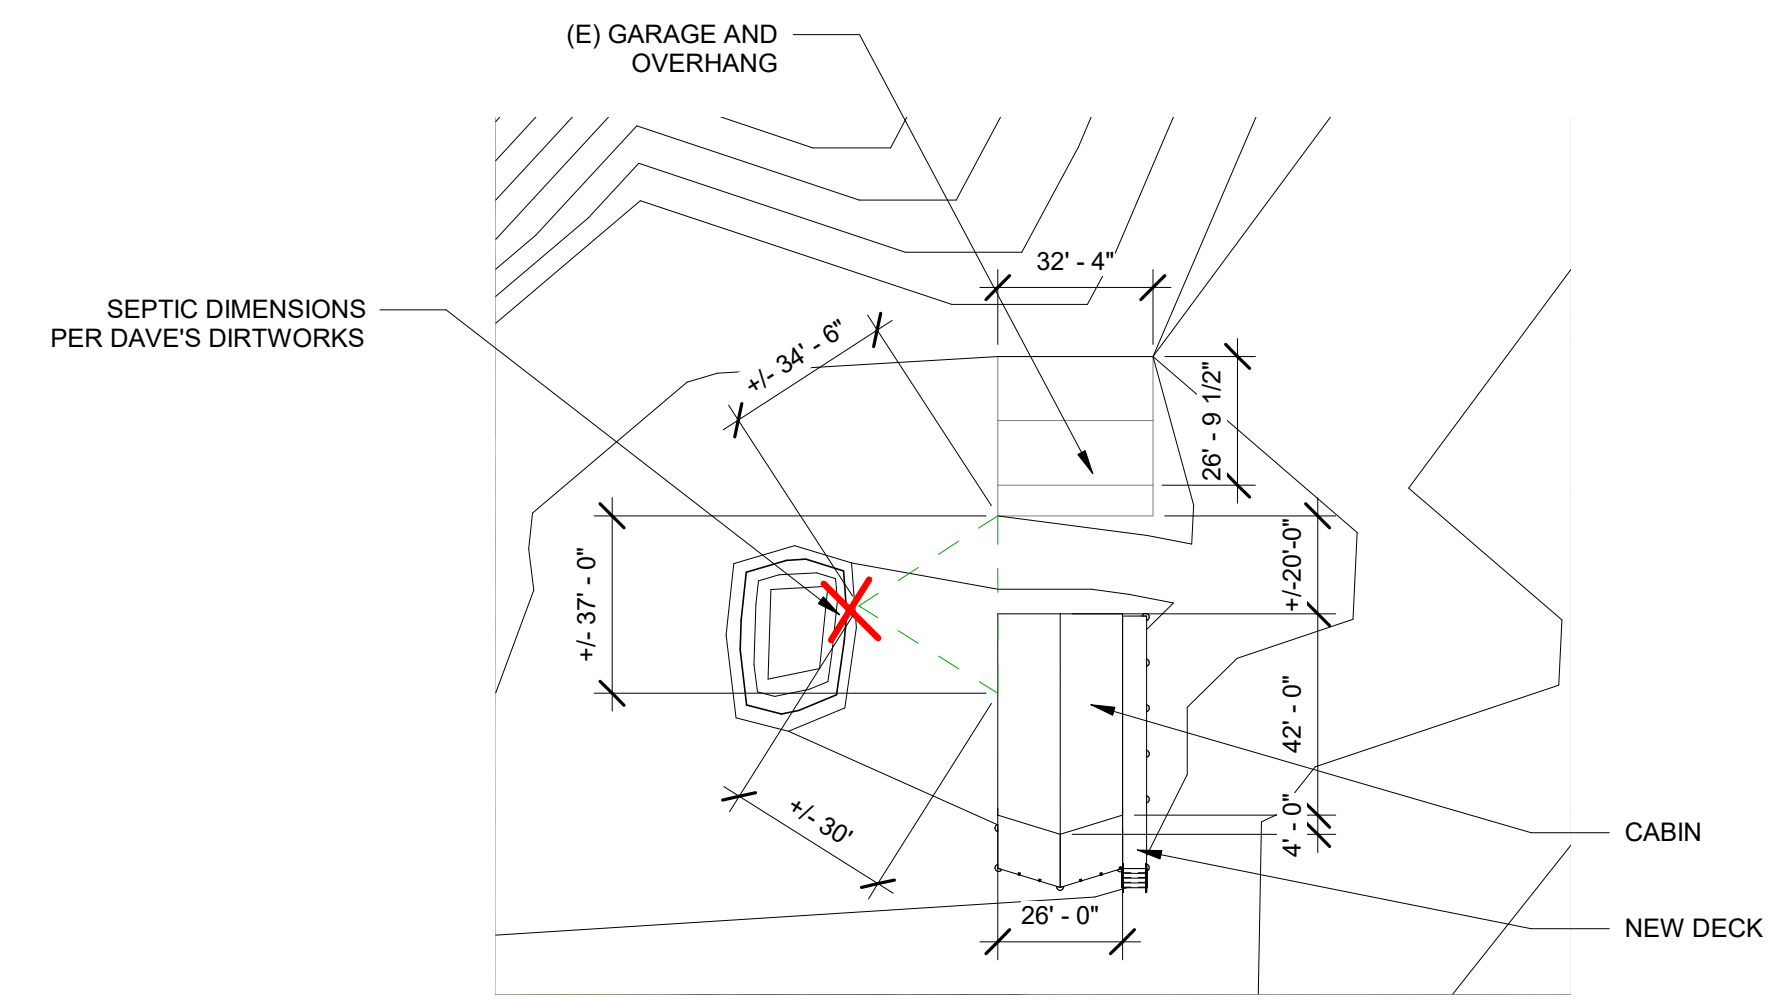 (E) GARAGE AND
OVERHANG
32' - 4"
SEPTIC DIMENSIONS
PER DAVE'S DIRTWORKS
+/- 34' - 6"
26' - 9 1/2"
+/- 37' - 0"
+/-20'-0"
42' - 0"
+/- 30'
4' - 0"
CABIN
26' - 0"
NEW DECK